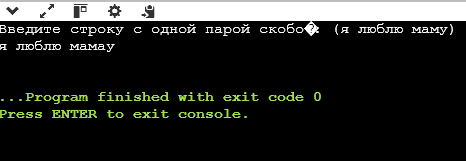 Введите строку с одной парой скобо�: (я люблю маму)
я люблю мамау
...Program finished with exit code 0
Press ENTER to exit console.